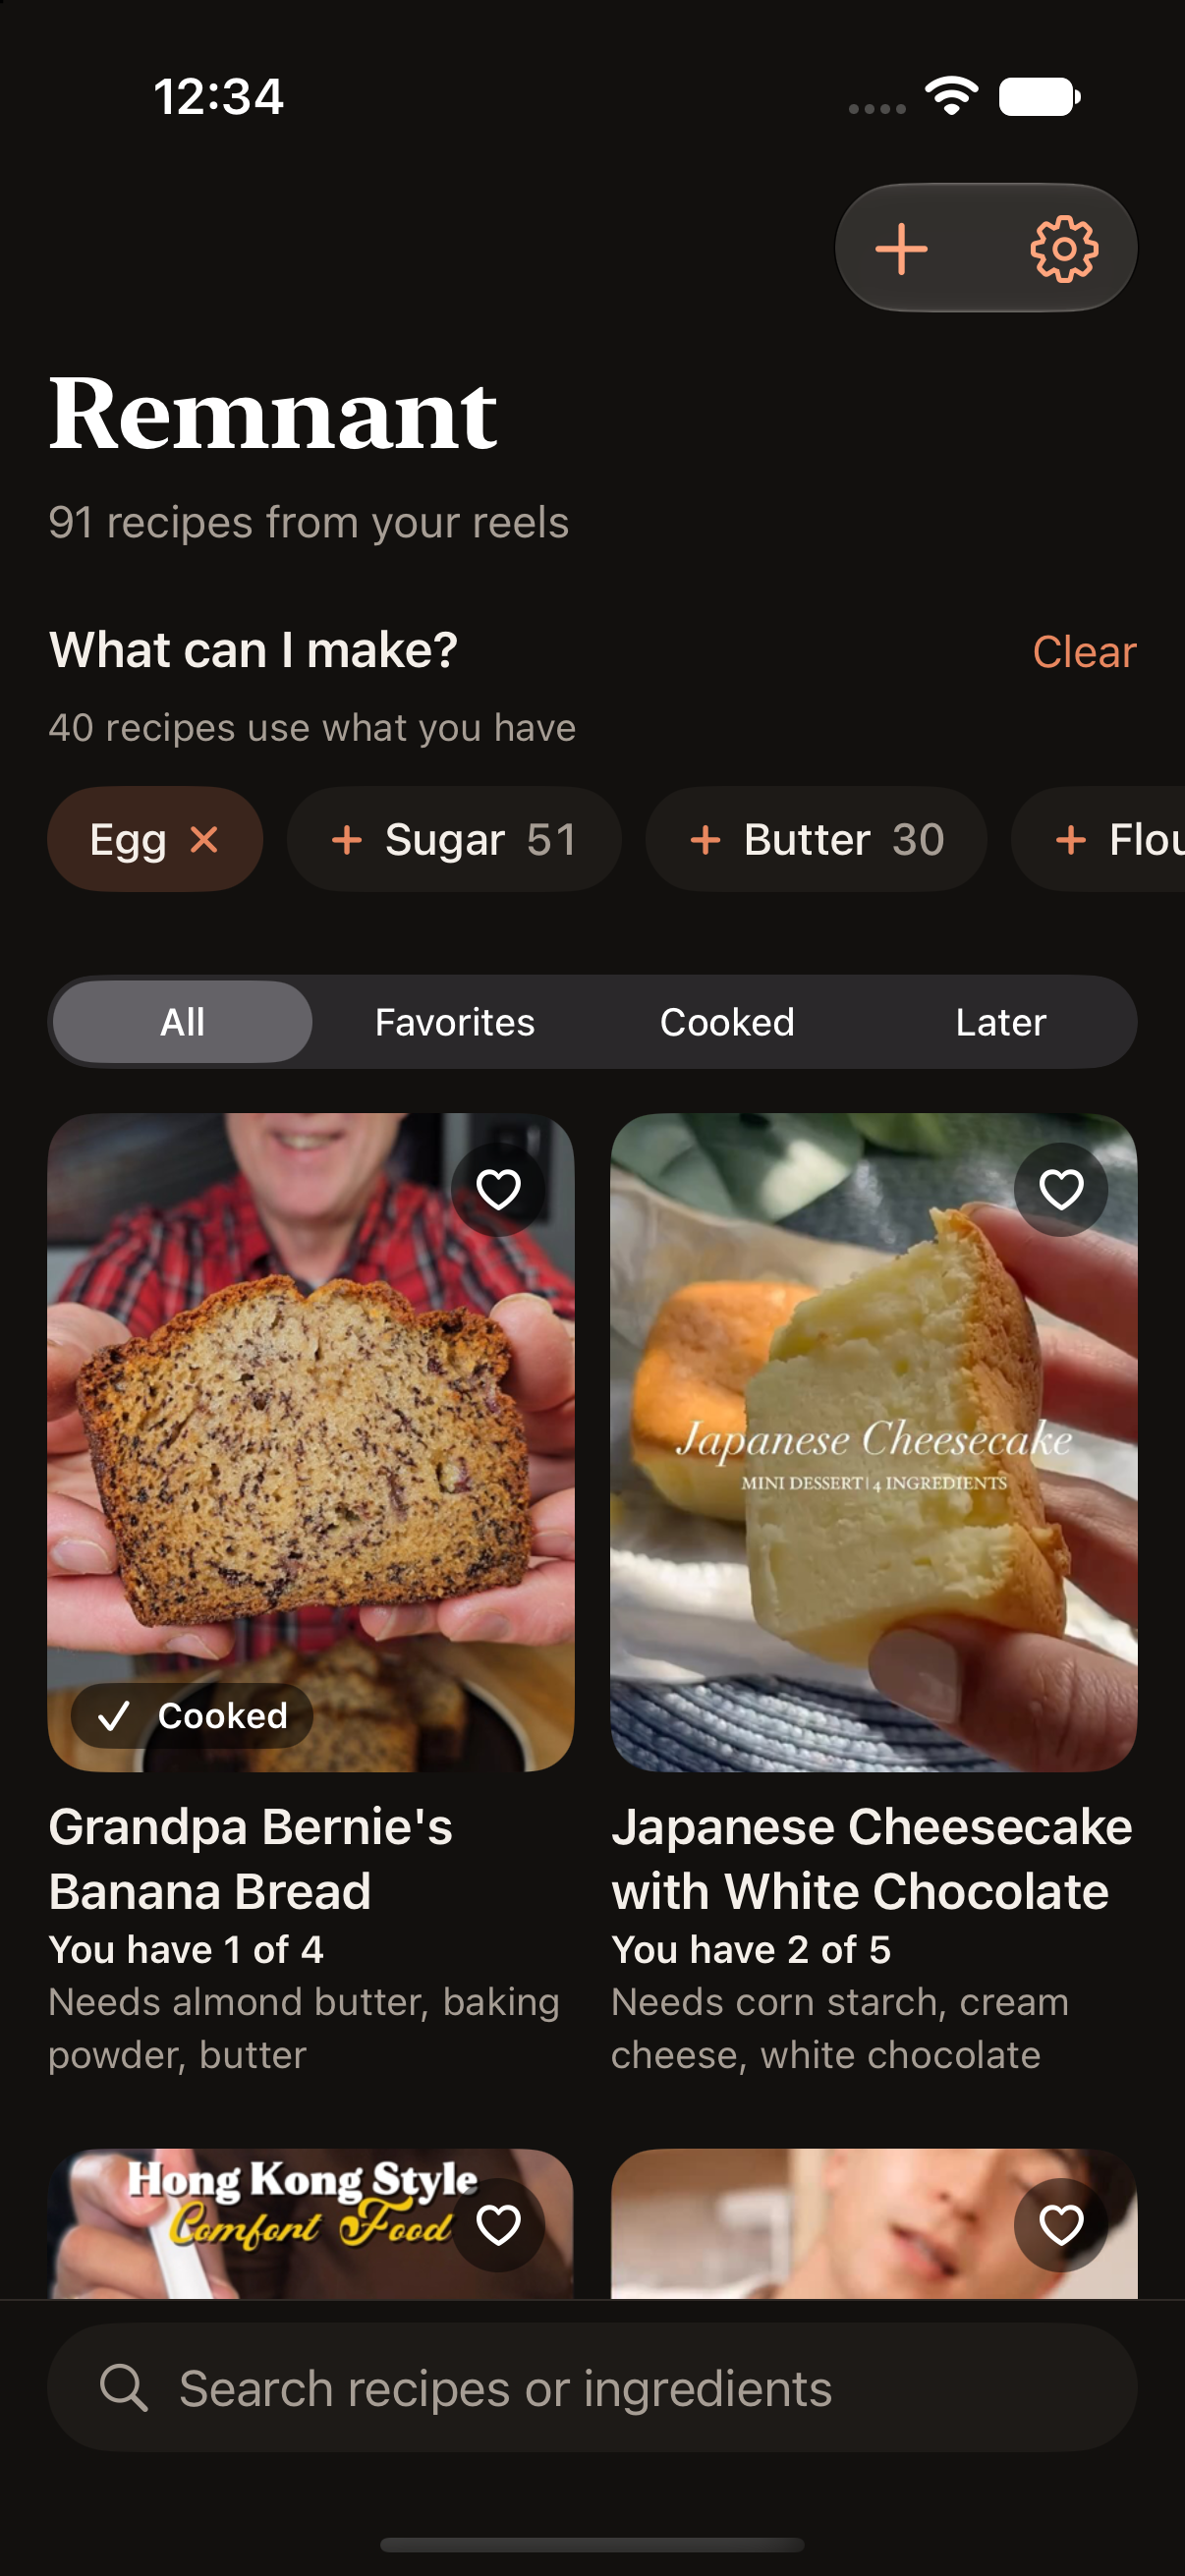 12:34
Remnant
91 recipes from your reels
What can I make?
Clear
40 recipes use what you have
Egg
Sugar 51
Butter 30
Flou
All
Favorites
Cooked
Later
Japanese Cheesecake
MINI DESSERT | 4 INGREDIENTS
Cooked
Grandpa Bernie's
Banana Bread
You have 1 of 4
Needs almond butter, baking
powder, butter
Japanese Cheesecake
with White Chocolate
You have 2 of 5
Needs corn starch, cream
cheese, white chocolate
Hong Kong Style
Comfort Food
Search recipes or ingredients